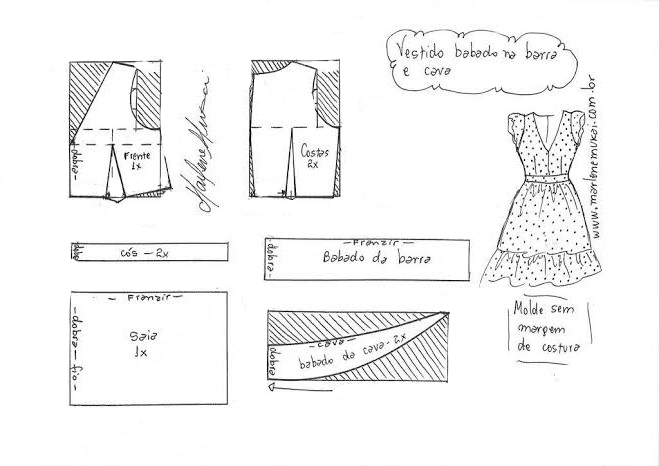 Vestido babado na barra
e cava
Marlene Mukai
www.marlenemukai.com.br
dobra-
Frente
1x
Costas
2x
dobra
cós - 2x
- Franzir -
dobra-
Babado da barra
- Franzir -
-dobra-fio-
Saia
1x
-cava-
dobra
babado da cava-2x
Molde sem
margem
de costura